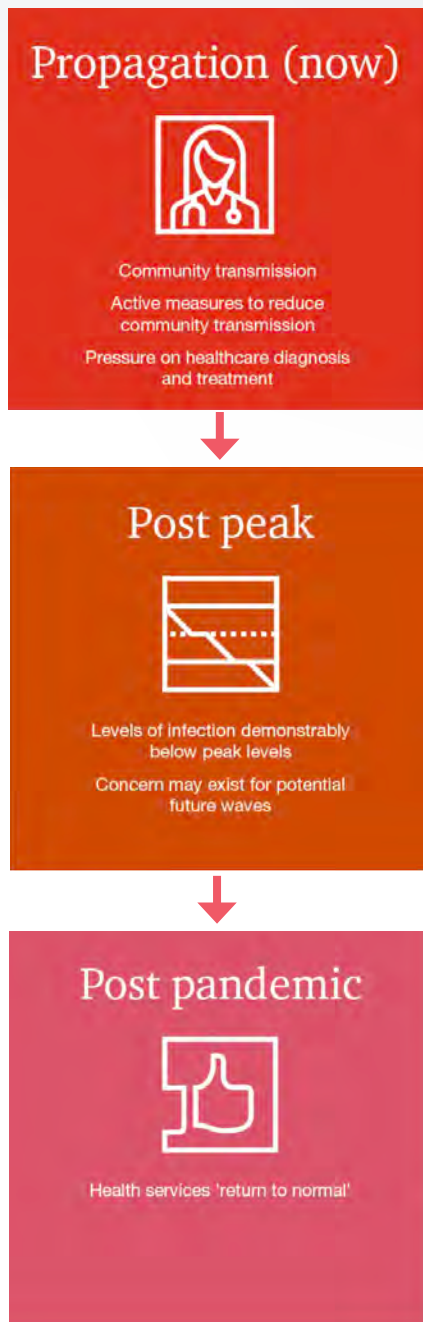 Propagation (now)
Community transmission
Active measures to reduce
community transmission
Pressure on healthcare diagnosis
and treatment
Post peak
Levels of infection demonstrably
below peak levels
Concern may exist for potential
future waves
Post pandemic
Health services 'return to normal'